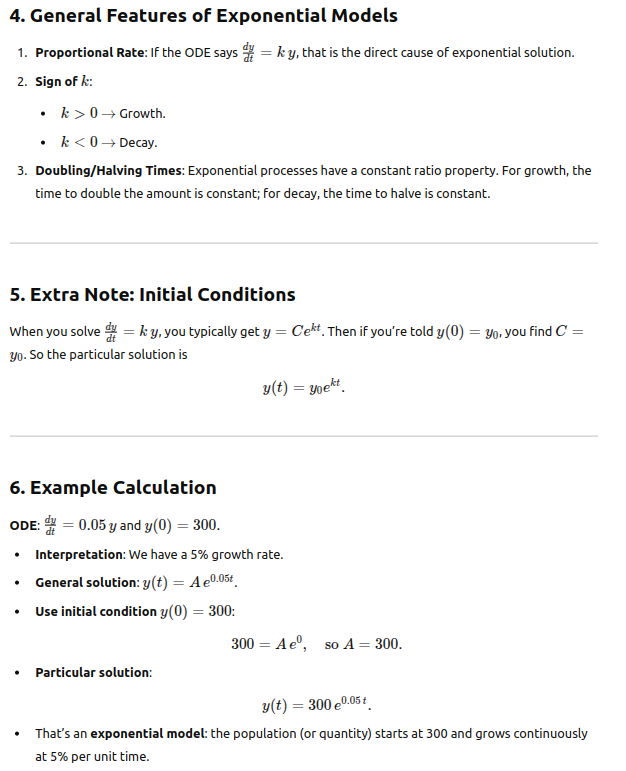 4. General Features of Exponential Models
1. Proportional Rate: If the ODE says $\frac{dy}{dt} = k\,y$, that is the direct cause of exponential solution.
2. Sign of $k$:
• $k > 0 \rightarrow$ Growth.
• $k < 0 \rightarrow$ Decay.
3. Doubling/Halving Times: Exponential processes have a constant ratio property. For growth, the
time to double the amount is constant; for decay, the time to halve is constant.
5. Extra Note: Initial Conditions
When you solve $\frac{dy}{dt} = k\,y$, you typically get $y = Ce^{kt}$. Then if you're told $y(0) = y_0$, you find $C =$
$y_0$. So the particular solution is
$y(t) = y_0 e^{kt}.$
6. Example Calculation
ODE: $\frac{dy}{dt} = 0.05\,y$ and $y(0) = 300$.
• Interpretation: We have a 5% growth rate.
• General solution: $y(t) = A\,e^{0.05t}$.
• Use initial condition $y(0) = 300$:
$300 = A\,e^0, \quad \text{so } A = 300.$
• Particular solution:
$y(t) = 300\,e^{0.05\,t}.$
• That's an exponential model: the population (or quantity) starts at 300 and grows continuously
at 5% per unit time.